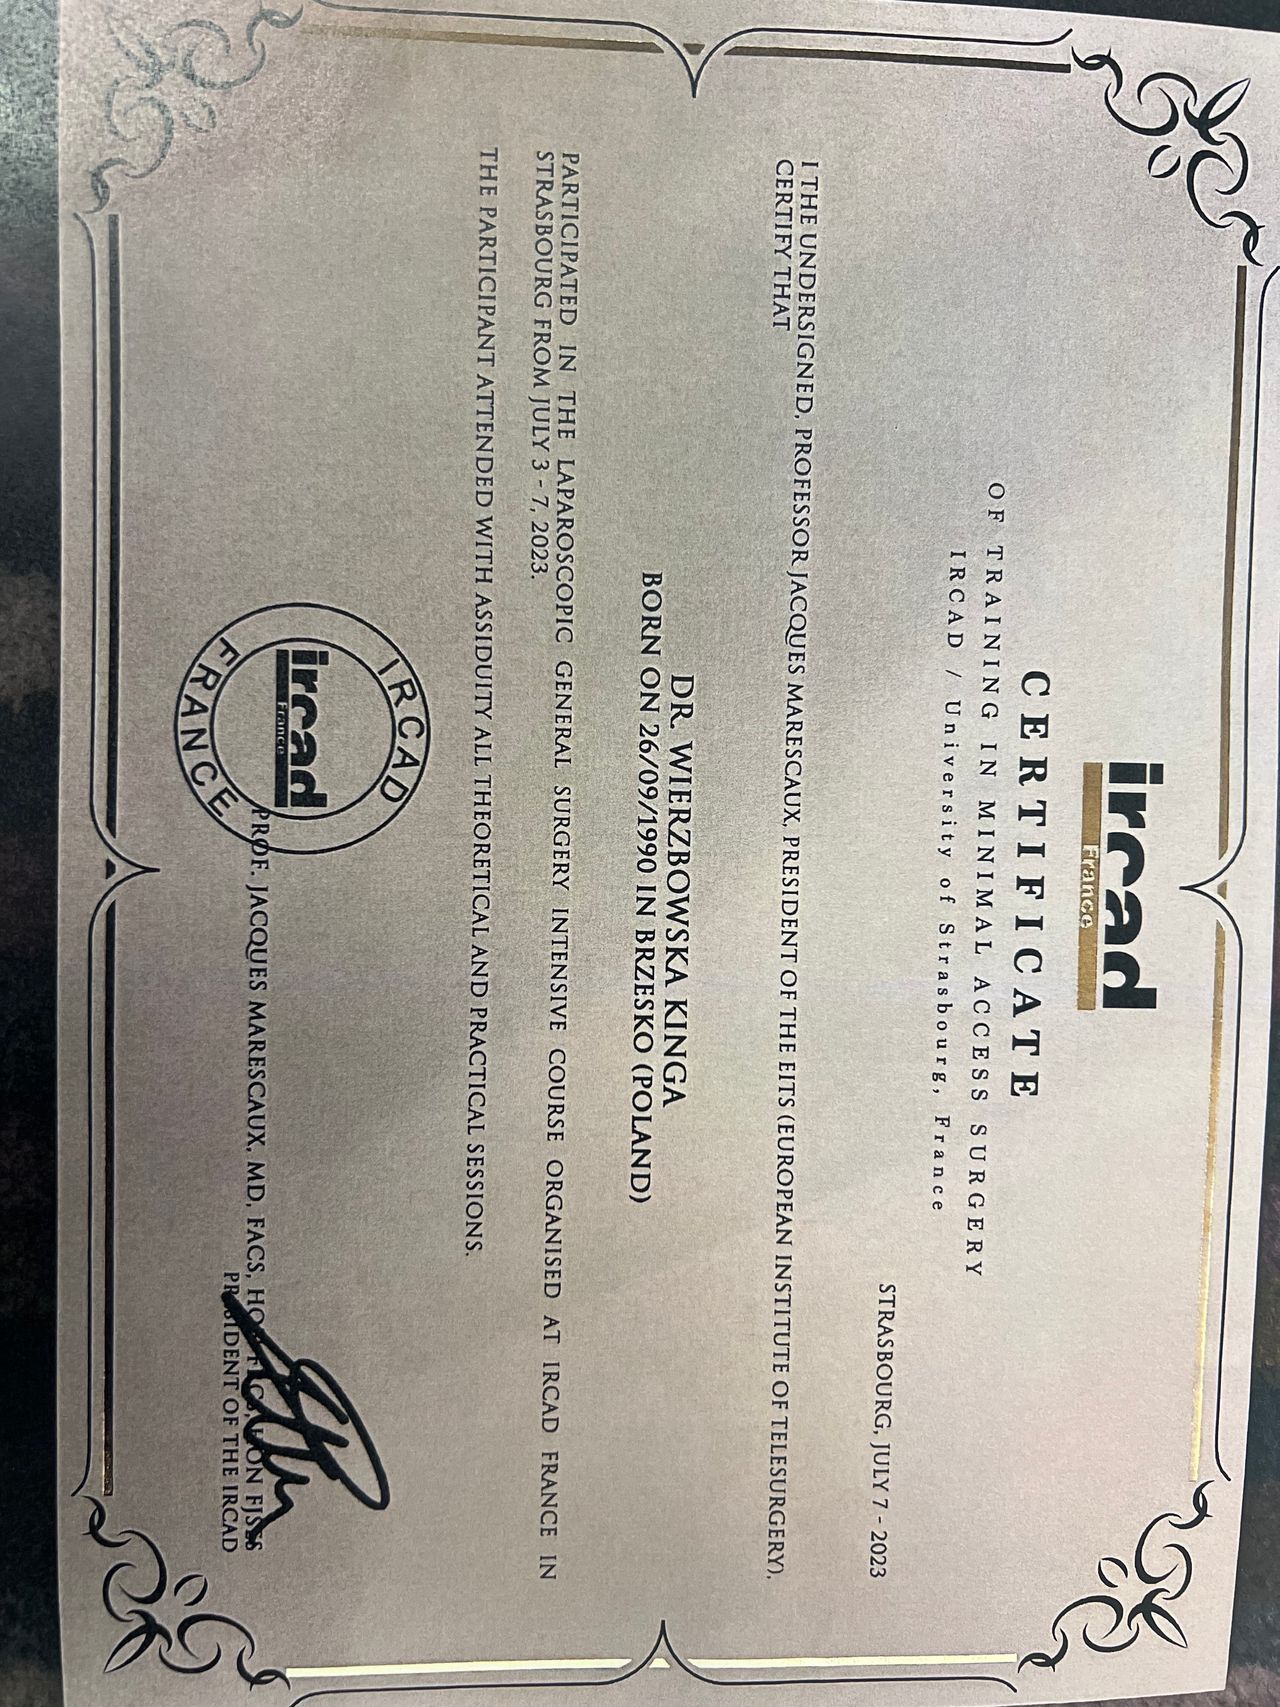 ircad
France
CERTIFICATE
OF TRAINING IN MINIMAL ACCESS SURGERY
IRCAD / University of Strasbourg, France
STRASBOURG, JULY 7 - 2023
I THE UNDERSIGNED, PROFESSOR JACQUES MARESCAUX, PRESIDENT OF THE EITS (EUROPEAN INSTITUTE OF TELESURGERY),
CERTIFY THAT
DR. WIERZBOWSKA KINGA
BORN ON 26/09/1990 IN BRZESKO (POLAND)
PARTICIPATED IN THE LAPAROSCOPIC GENERAL SURGERY INTENSIVE COURSE ORGANISED AT IRCAD FRANCE IN
STRASBOURG FROM JULY 3 - 7, 2023.
THE PARTICIPANT ATTENDED WITH ASSIDUITY ALL THEORETICAL AND PRACTICAL SESSIONS.
IRCAD
ircad
France
FRANCE
PROF. JACQUES MARESCAUX, MD, FACS,
PRESIDENT OF THE IRCAD